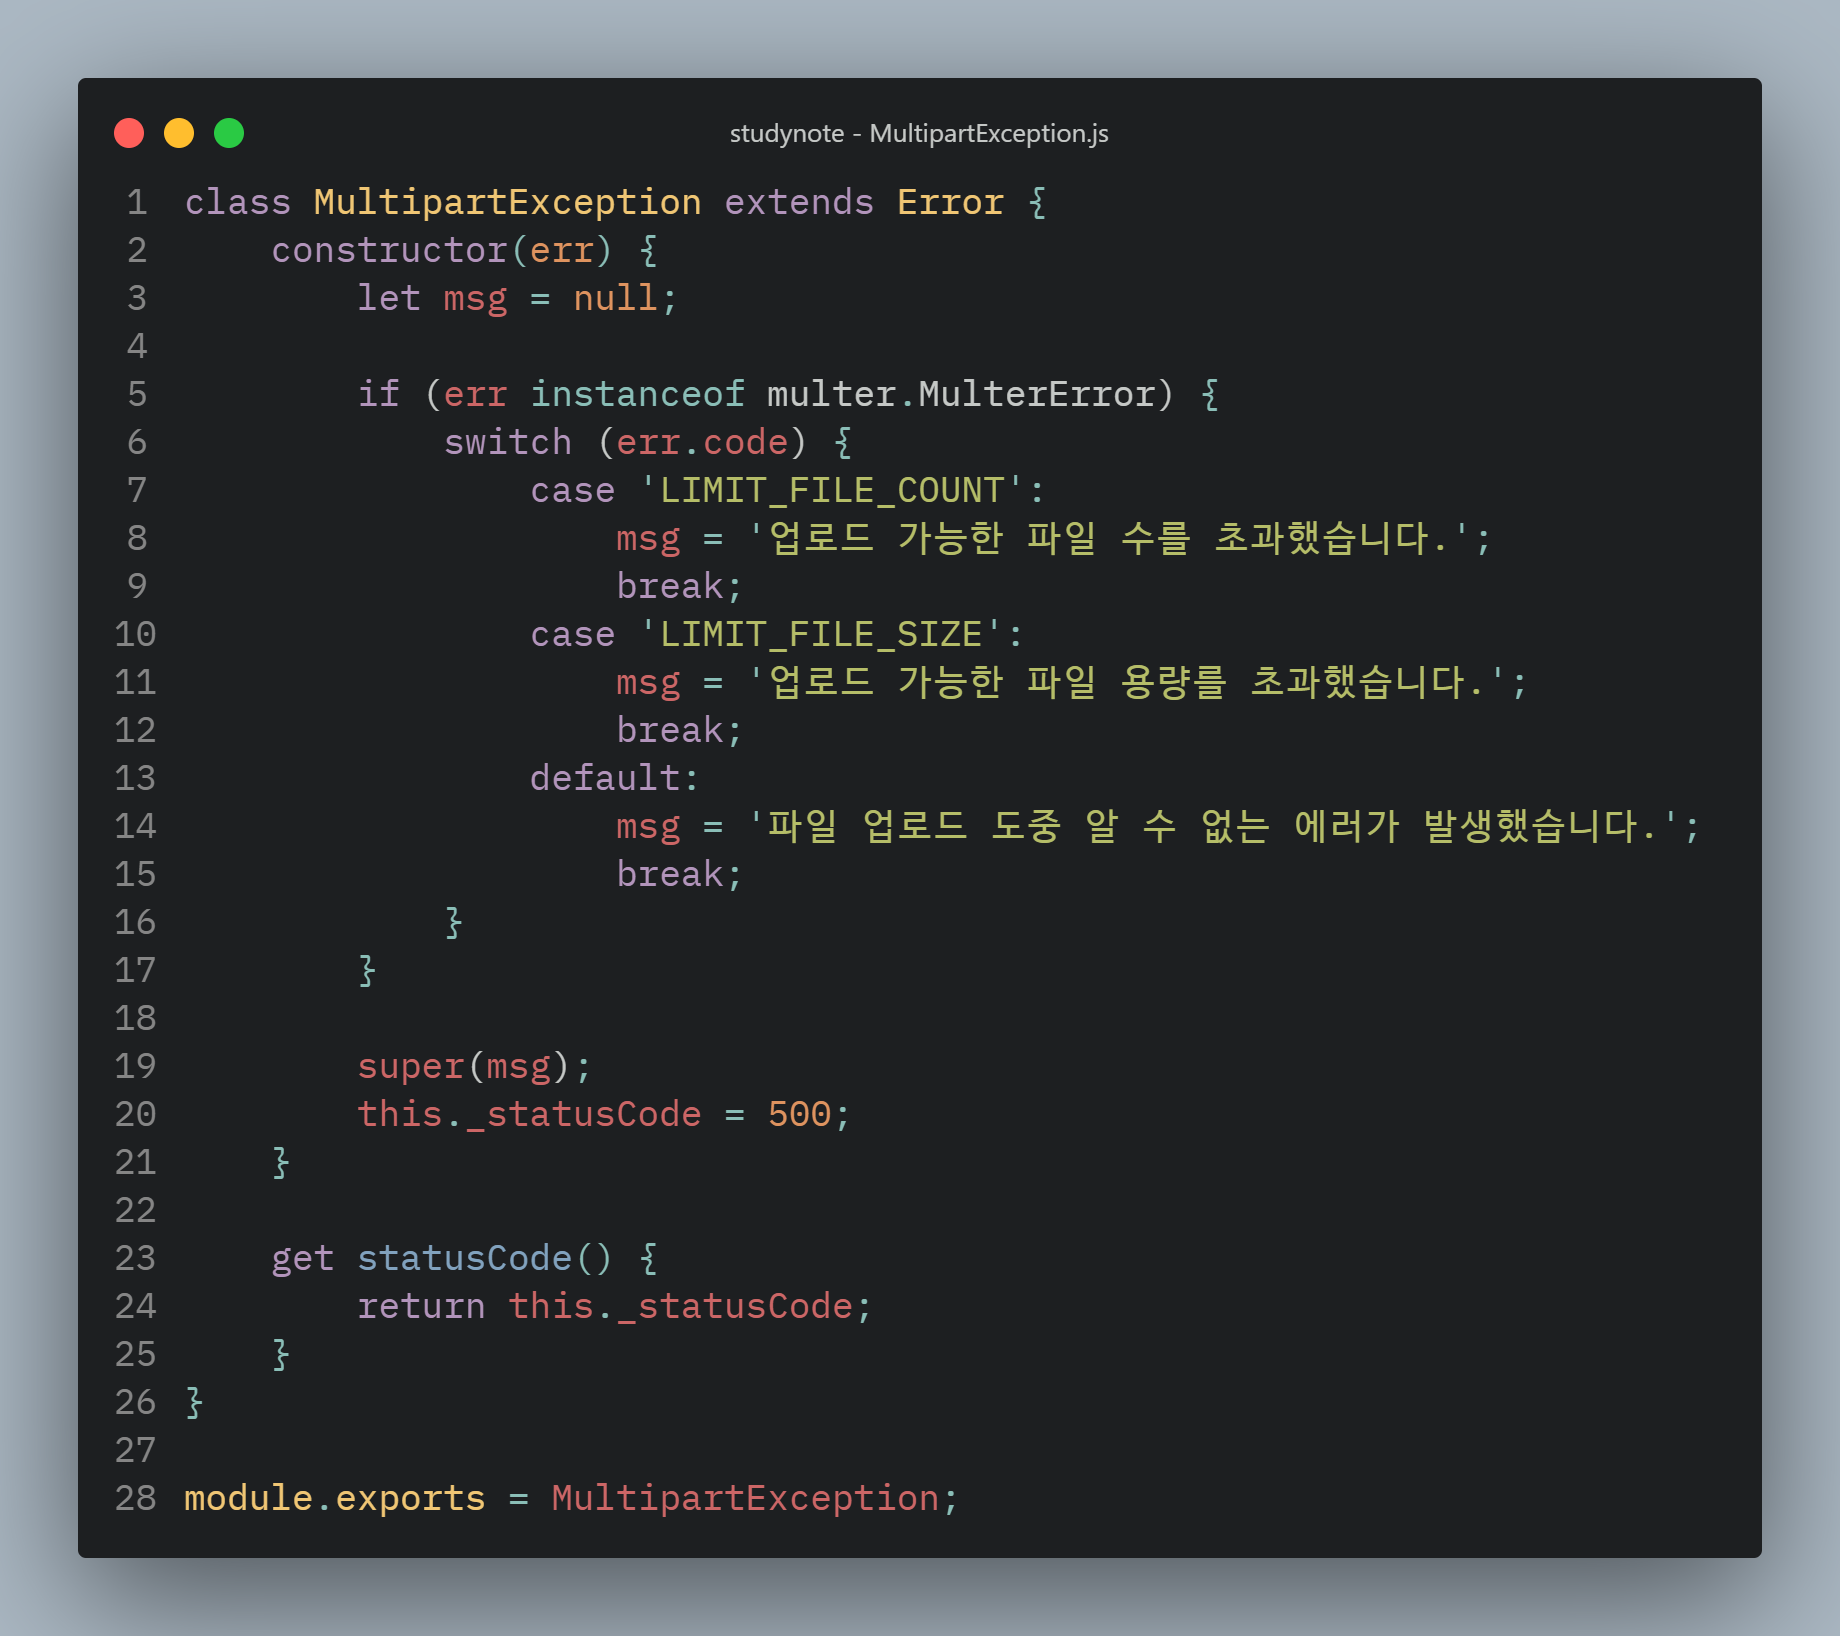 studynote - MultipartException.js
1 class MultipartException extends Error {
2     constructor(err) {
3         let msg = null;
4
5         if (err instanceof multer.MulterError) {
6             switch (err.code) {
7                 case 'LIMIT_FILE_COUNT':
8                     msg = '업로드 가능한 파일 수를 초과했습니다.';
9                     break;
10                 case 'LIMIT_FILE_SIZE':
11                     msg = '업로드 가능한 파일 용량를 초과했습니다.';
12                     break;
13                 default:
14                     msg = '파일 업로드 도중 알 수 없는 에러가 발생했습니다.';
15                     break;
16             }
17         }
18
19         super(msg);
20         this._statusCode = 500;
21     }
22
23     get statusCode() {
24         return this._statusCode;
25     }
26 }
27
28 module.exports = MultipartException;